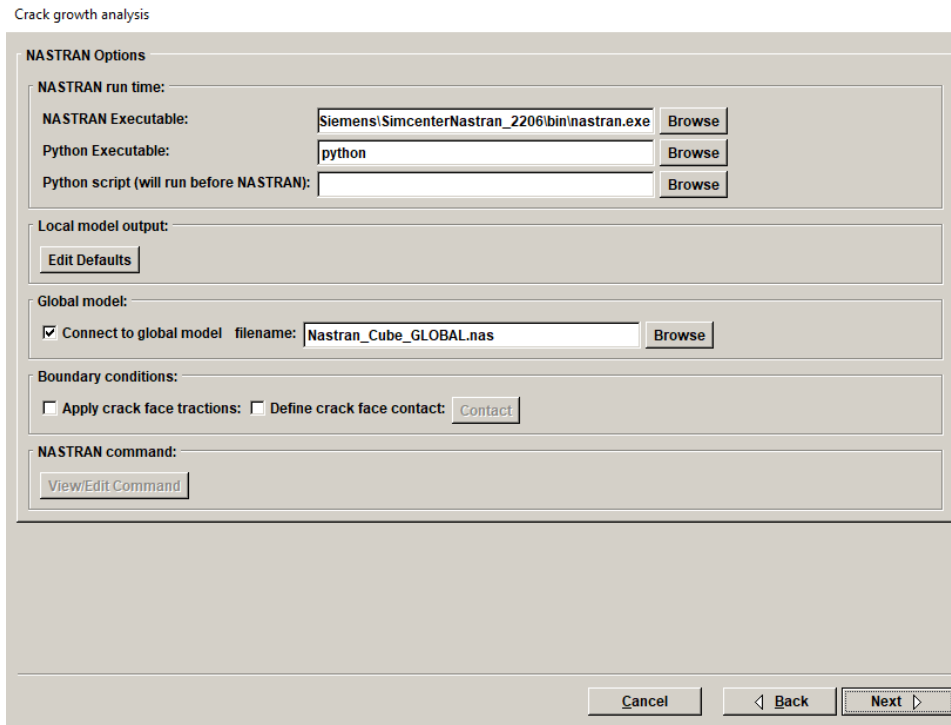 Crack growth analysis
NASTRAN Options
NASTRAN run time:
NASTRAN Executable: Siemens\SimcenterNastran_2206\bin\nastran.exe Browse
Python Executable: python Browse
Python script (will run before NASTRAN): Browse
Local model output:
Edit Defaults
Global model:
Connect to global model filename: Nastran_Cube_GLOBAL.nas Browse
Boundary conditions:
Apply crack face tractions: Define crack face contact: Contact
NASTRAN command:
View/Edit Command
Cancel Back Next